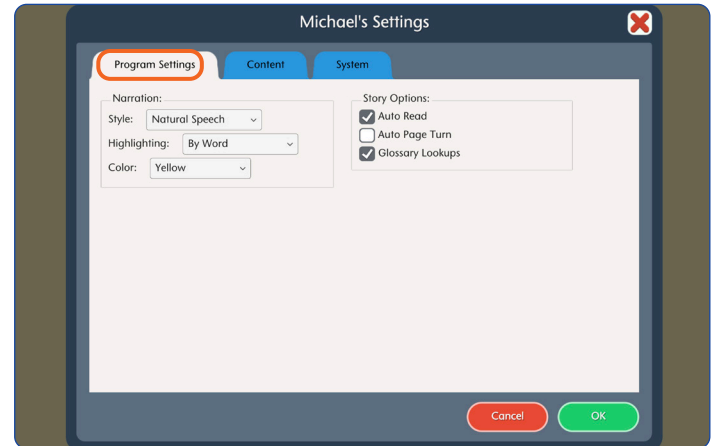 Michael's Settings
Program Settings
Content
System
Narration:
Style: Natural Speech
Highlighting: By Word
Color: Yellow
Story Options:
Auto Read
Auto Page Turn
Glossary Lookups
Cancel
OK